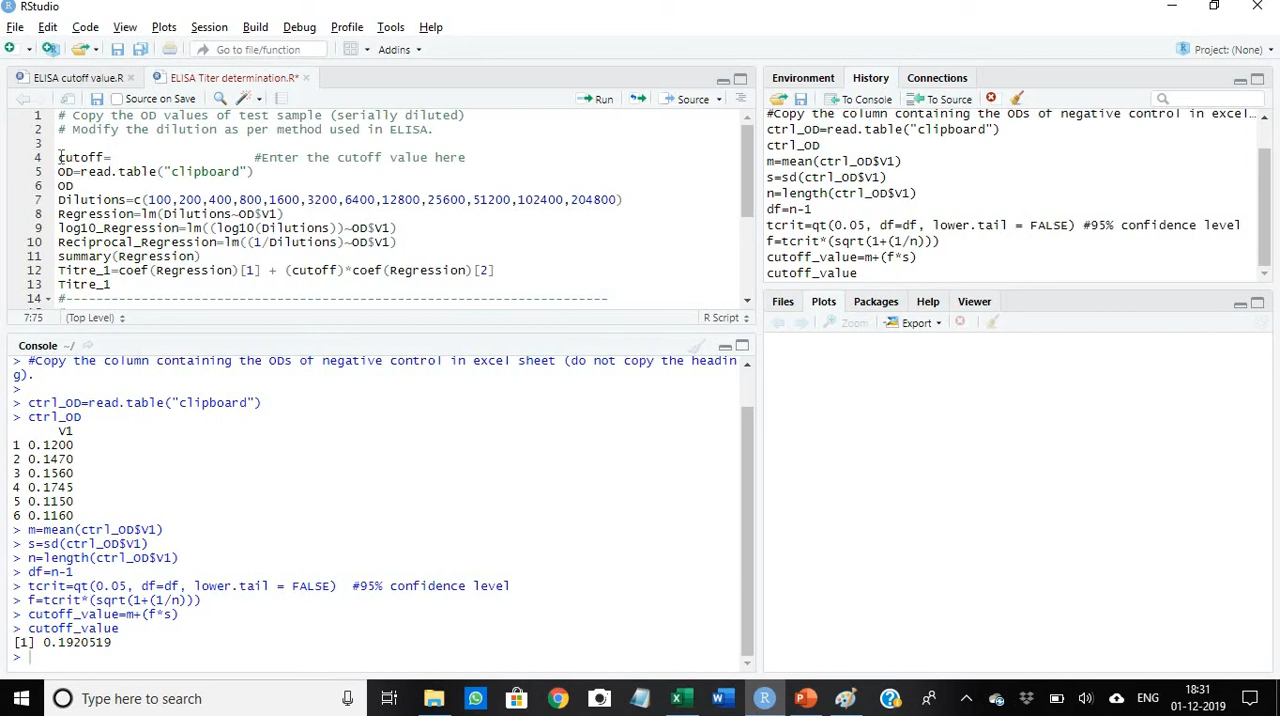 RStudio
File Edit Code View Plots Session Build Debug Profile Tools Help
Go to file/function Addins Project: (None)
ELISA cutoff value.R ELISA Titer determination.R*
Source on Save Run Source
1 # Copy the OD values of test sample (serially diluted)
2 # Modify the dilution as per method used in ELISA.
3
4 cutoff= #Enter the cutoff value here
5 OD=read.table("clipboard")
6 OD
7 Dilutions=c(100,200,400,800,1600,3200,6400,12800,25600,51200,102400,204800)
8 Regression=lm(Dilutions~OD$V1)
9 log10_Regression=lm((log10(Dilutions))~OD$V1)
10 Reciprocal_Regression=lm((1/Dilutions)~OD$V1)
11 summary(Regression)
12 Titre_1=coef(Regression)[1] + (cutoff)*coef(Regression)[2]
13 Titre_1
14 #------------------------------------------------------------------------
7:75 (Top Level) R Script
Console ~/
> #Copy the column containing the ODs of negative control in excel sheet (do not copy the headin
g).
>
> ctrl_OD=read.table("clipboard")
> ctrl_OD
V1
1 0.1200
2 0.1470
3 0.1560
4 0.1745
5 0.1150
6 0.1160
> m=mean(ctrl_OD$V1)
> s=sd(ctrl_OD$V1)
> n=length(ctrl_OD$V1)
> df=n-1
> tcrit=qt(0.05, df=df, lower.tail = FALSE) #95% confidence level
> f=tcrit*(sqrt(1+(1/n)))
> cutoff_value=m+(f*s)
> cutoff_value
[1] 0.1920519
>
Environment History Connections
To Console To Source
#Copy the column containing the ODs of negative control in excel…
ctrl_OD=read.table("clipboard")
ctrl_OD
m=mean(ctrl_OD$V1)
s=sd(ctrl_OD$V1)
n=length(ctrl_OD$V1)
df=n-1
tcrit=qt(0.05, df=df, lower.tail = FALSE) #95% confidence level
f=tcrit*(sqrt(1+(1/n)))
cutoff_value=m+(f*s)
cutoff_value
Files Plots Packages Help Viewer
Zoom Export
Type here to search
ENG
18:31
01-12-2019